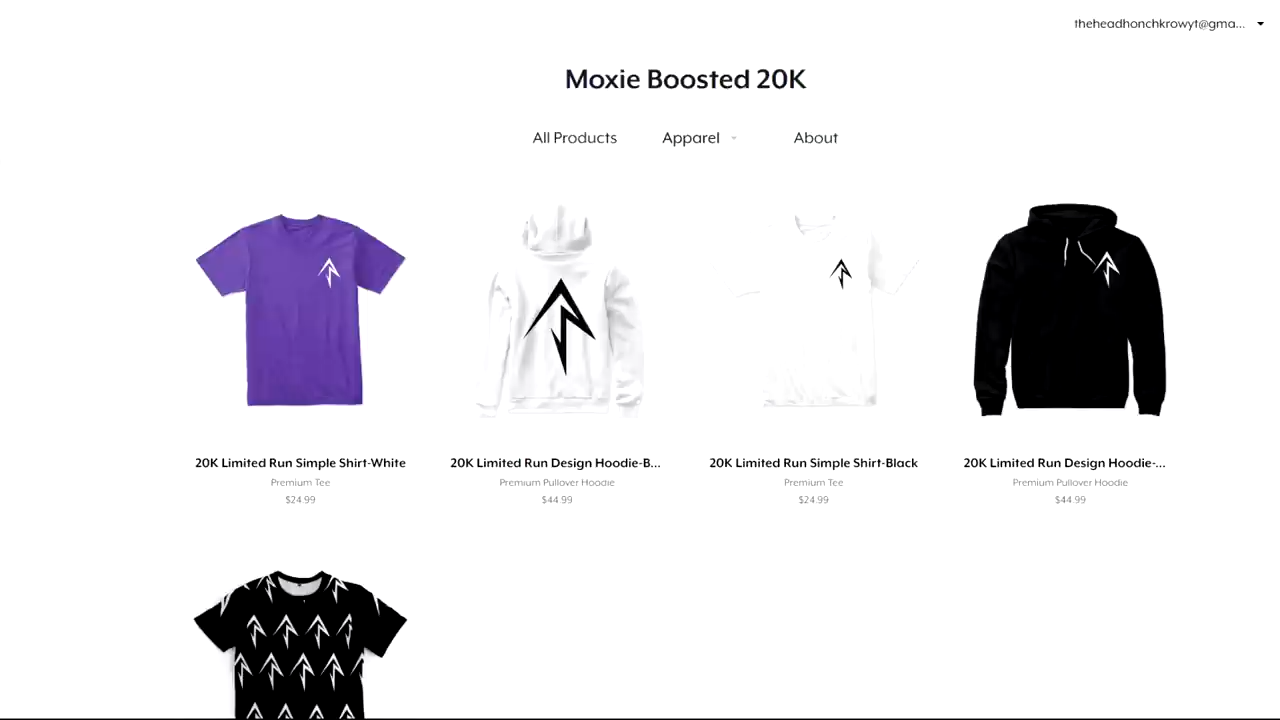 theheadhonchkrowyt@gma...
Moxie Boosted 20K
All Products Apparel About
20K Limited Run Simple Shirt-White
Premium Tee
$24.99
20K Limited Run Design Hoodie-B...
Premium Pullover Hoodie
$44.99
20K Limited Run Simple Shirt-Black
Premium Tee
$24.99
20K Limited Run Design Hoodie-...
Premium Pullover Hoodie
$44.99